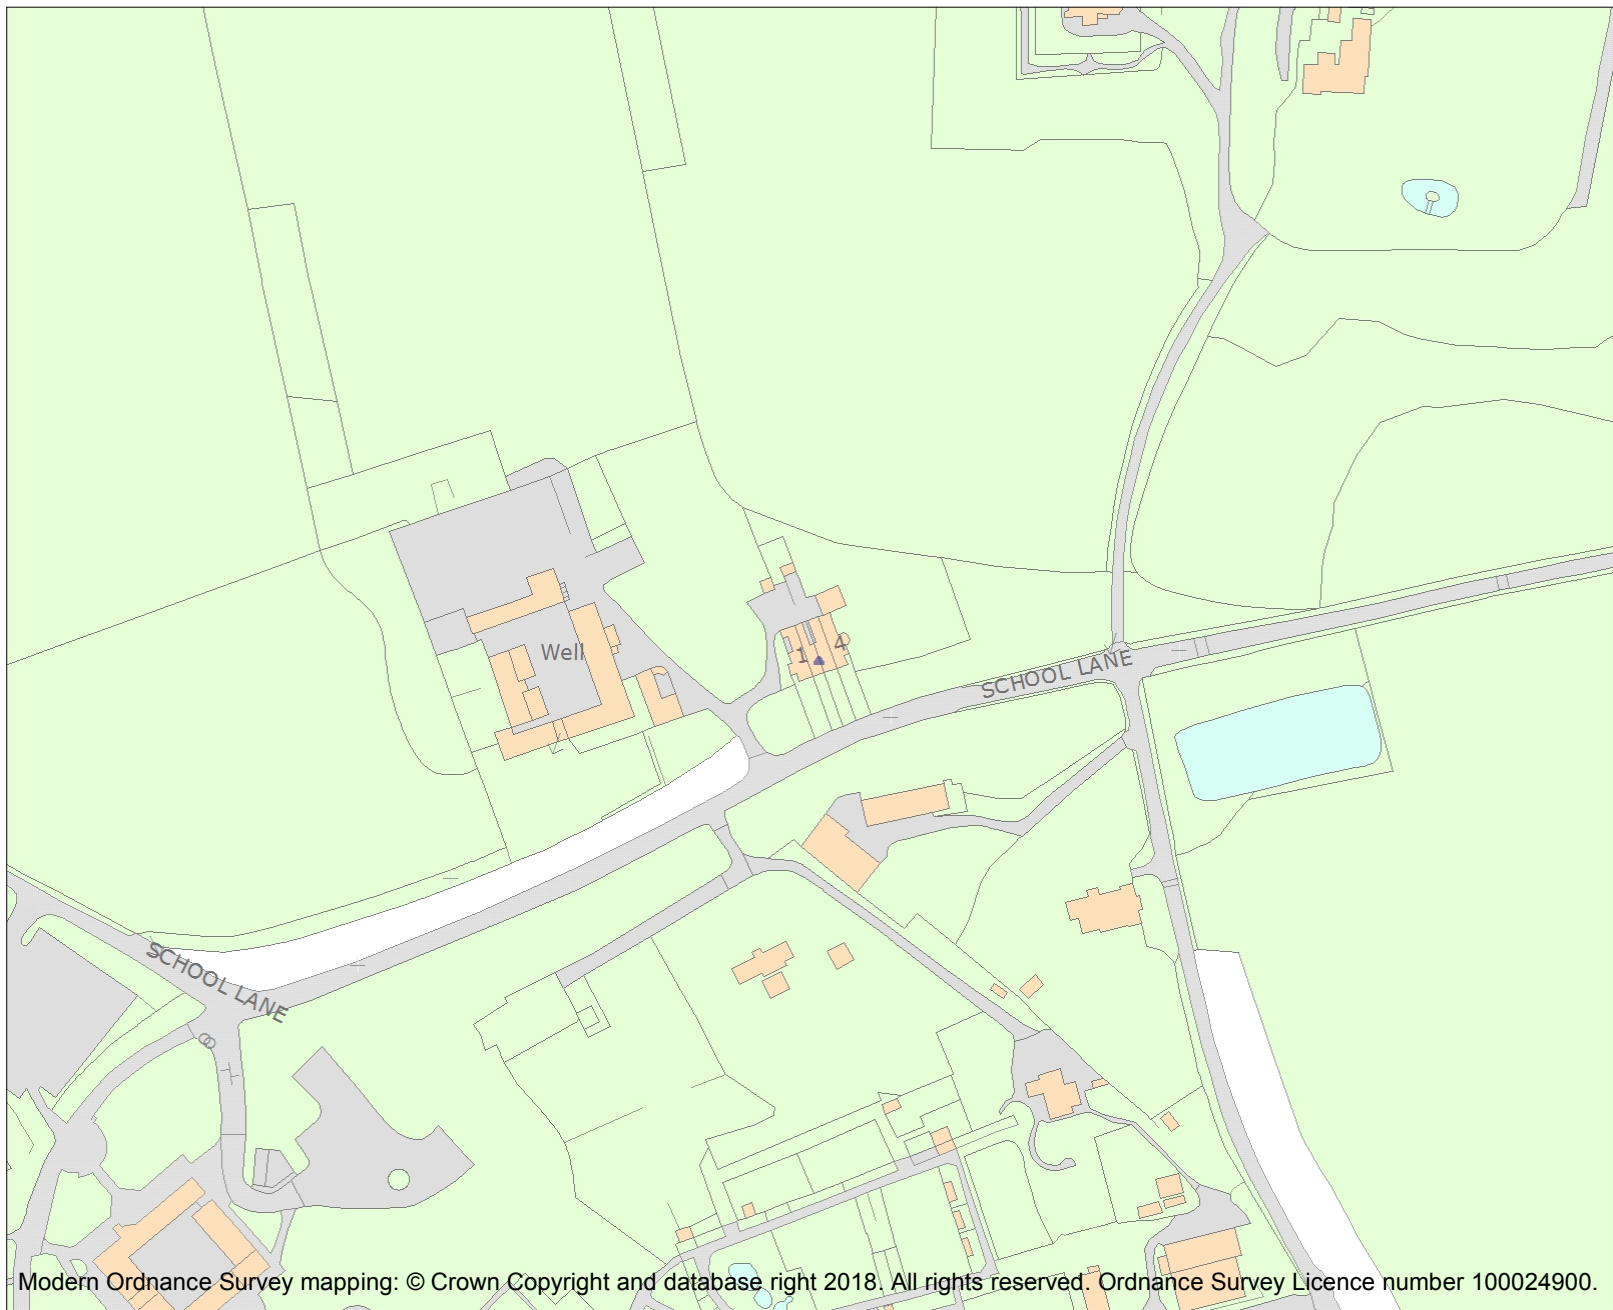 Well
1
4
SCHOOL LANE
SCHOOL LANE
Modern Ordnance Survey mapping: © Crown Copyright and database right 2018. All rights reserved. Ordnance Survey Licence number 100024900.